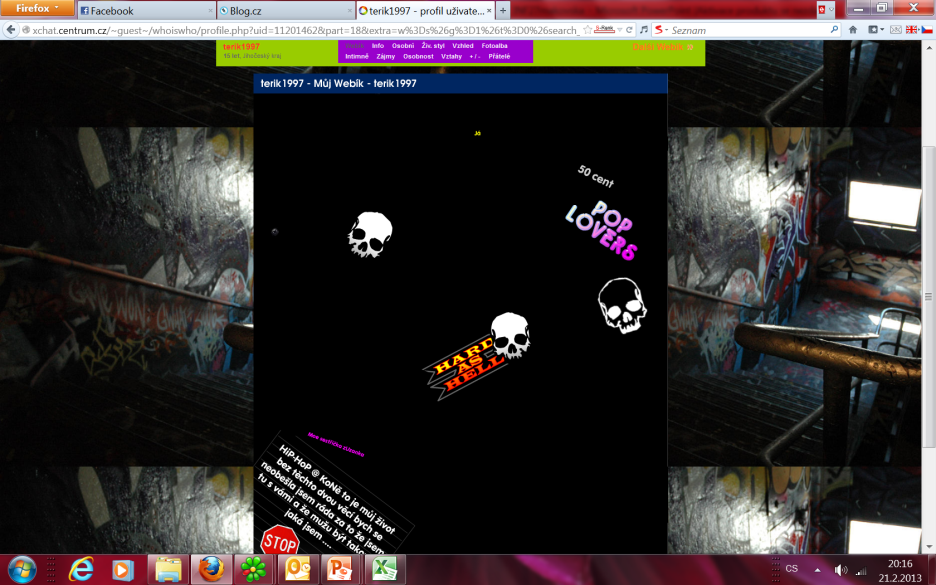 Firefox
Facebook
Blog.cz
terik1997 - profil uživate...
xchat.centrum.cz/~guest~/whoiswho/profile.php?uid=11201462&part=18&extra=w%3Ds%26g%3D1%26t%3D0%26search_
S-Rank
Seznam
terik1997
15 let, Jihočeský kraj
Info Osobní Živ. styl Vzhled Fotoalba
Intimně Zájmy Osobnost Vztahy + / - Přátelé
Další Webík
terik1997 - Můj Webík - terik1997
Já
50 cent
POP
LOVERS
HARD
AS
HELL
HiP-HoP @ KoNě to je můj život
bez těchto dvou věcí bych se
neobešla jsem ráda za to že jsem
tu s vámi a že mužu být taková
jaká jsem ....
STOP
CS
20:16
21.2.2013